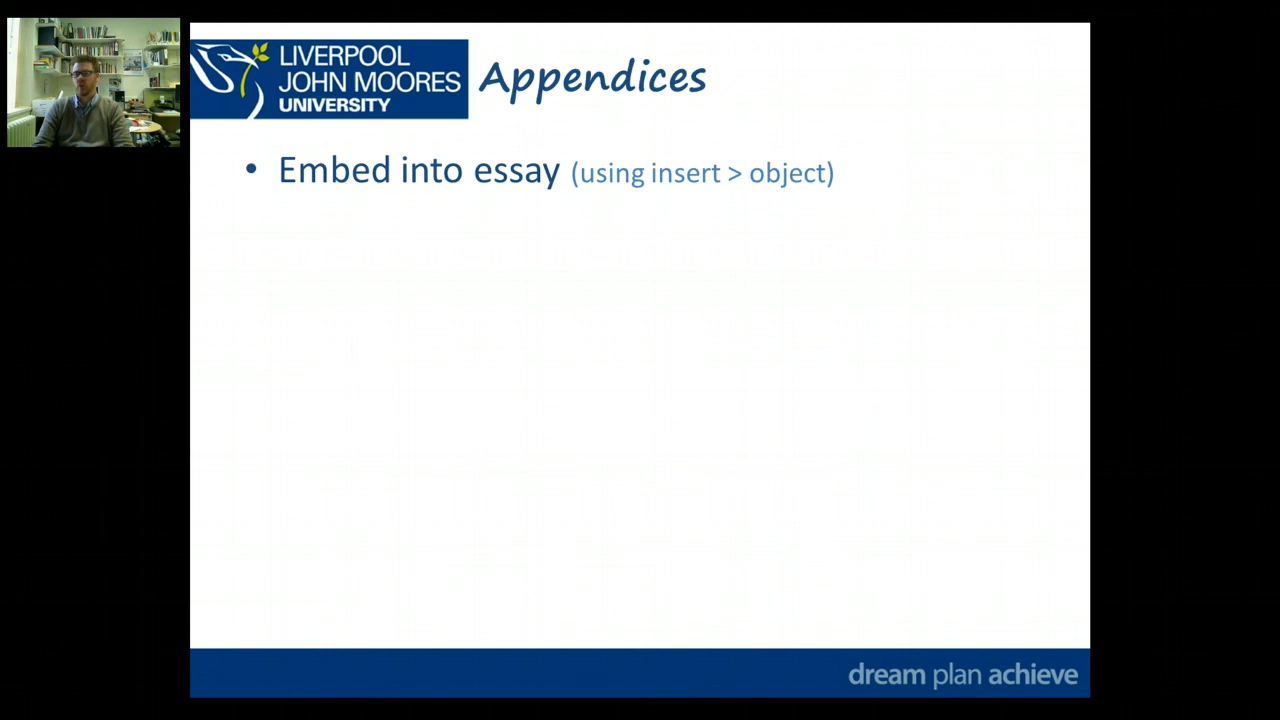 LIVERPOOL
JOHN MOORES
UNIVERSITY
Appendices
• Embed into essay (using insert > object)
dream plan achieve